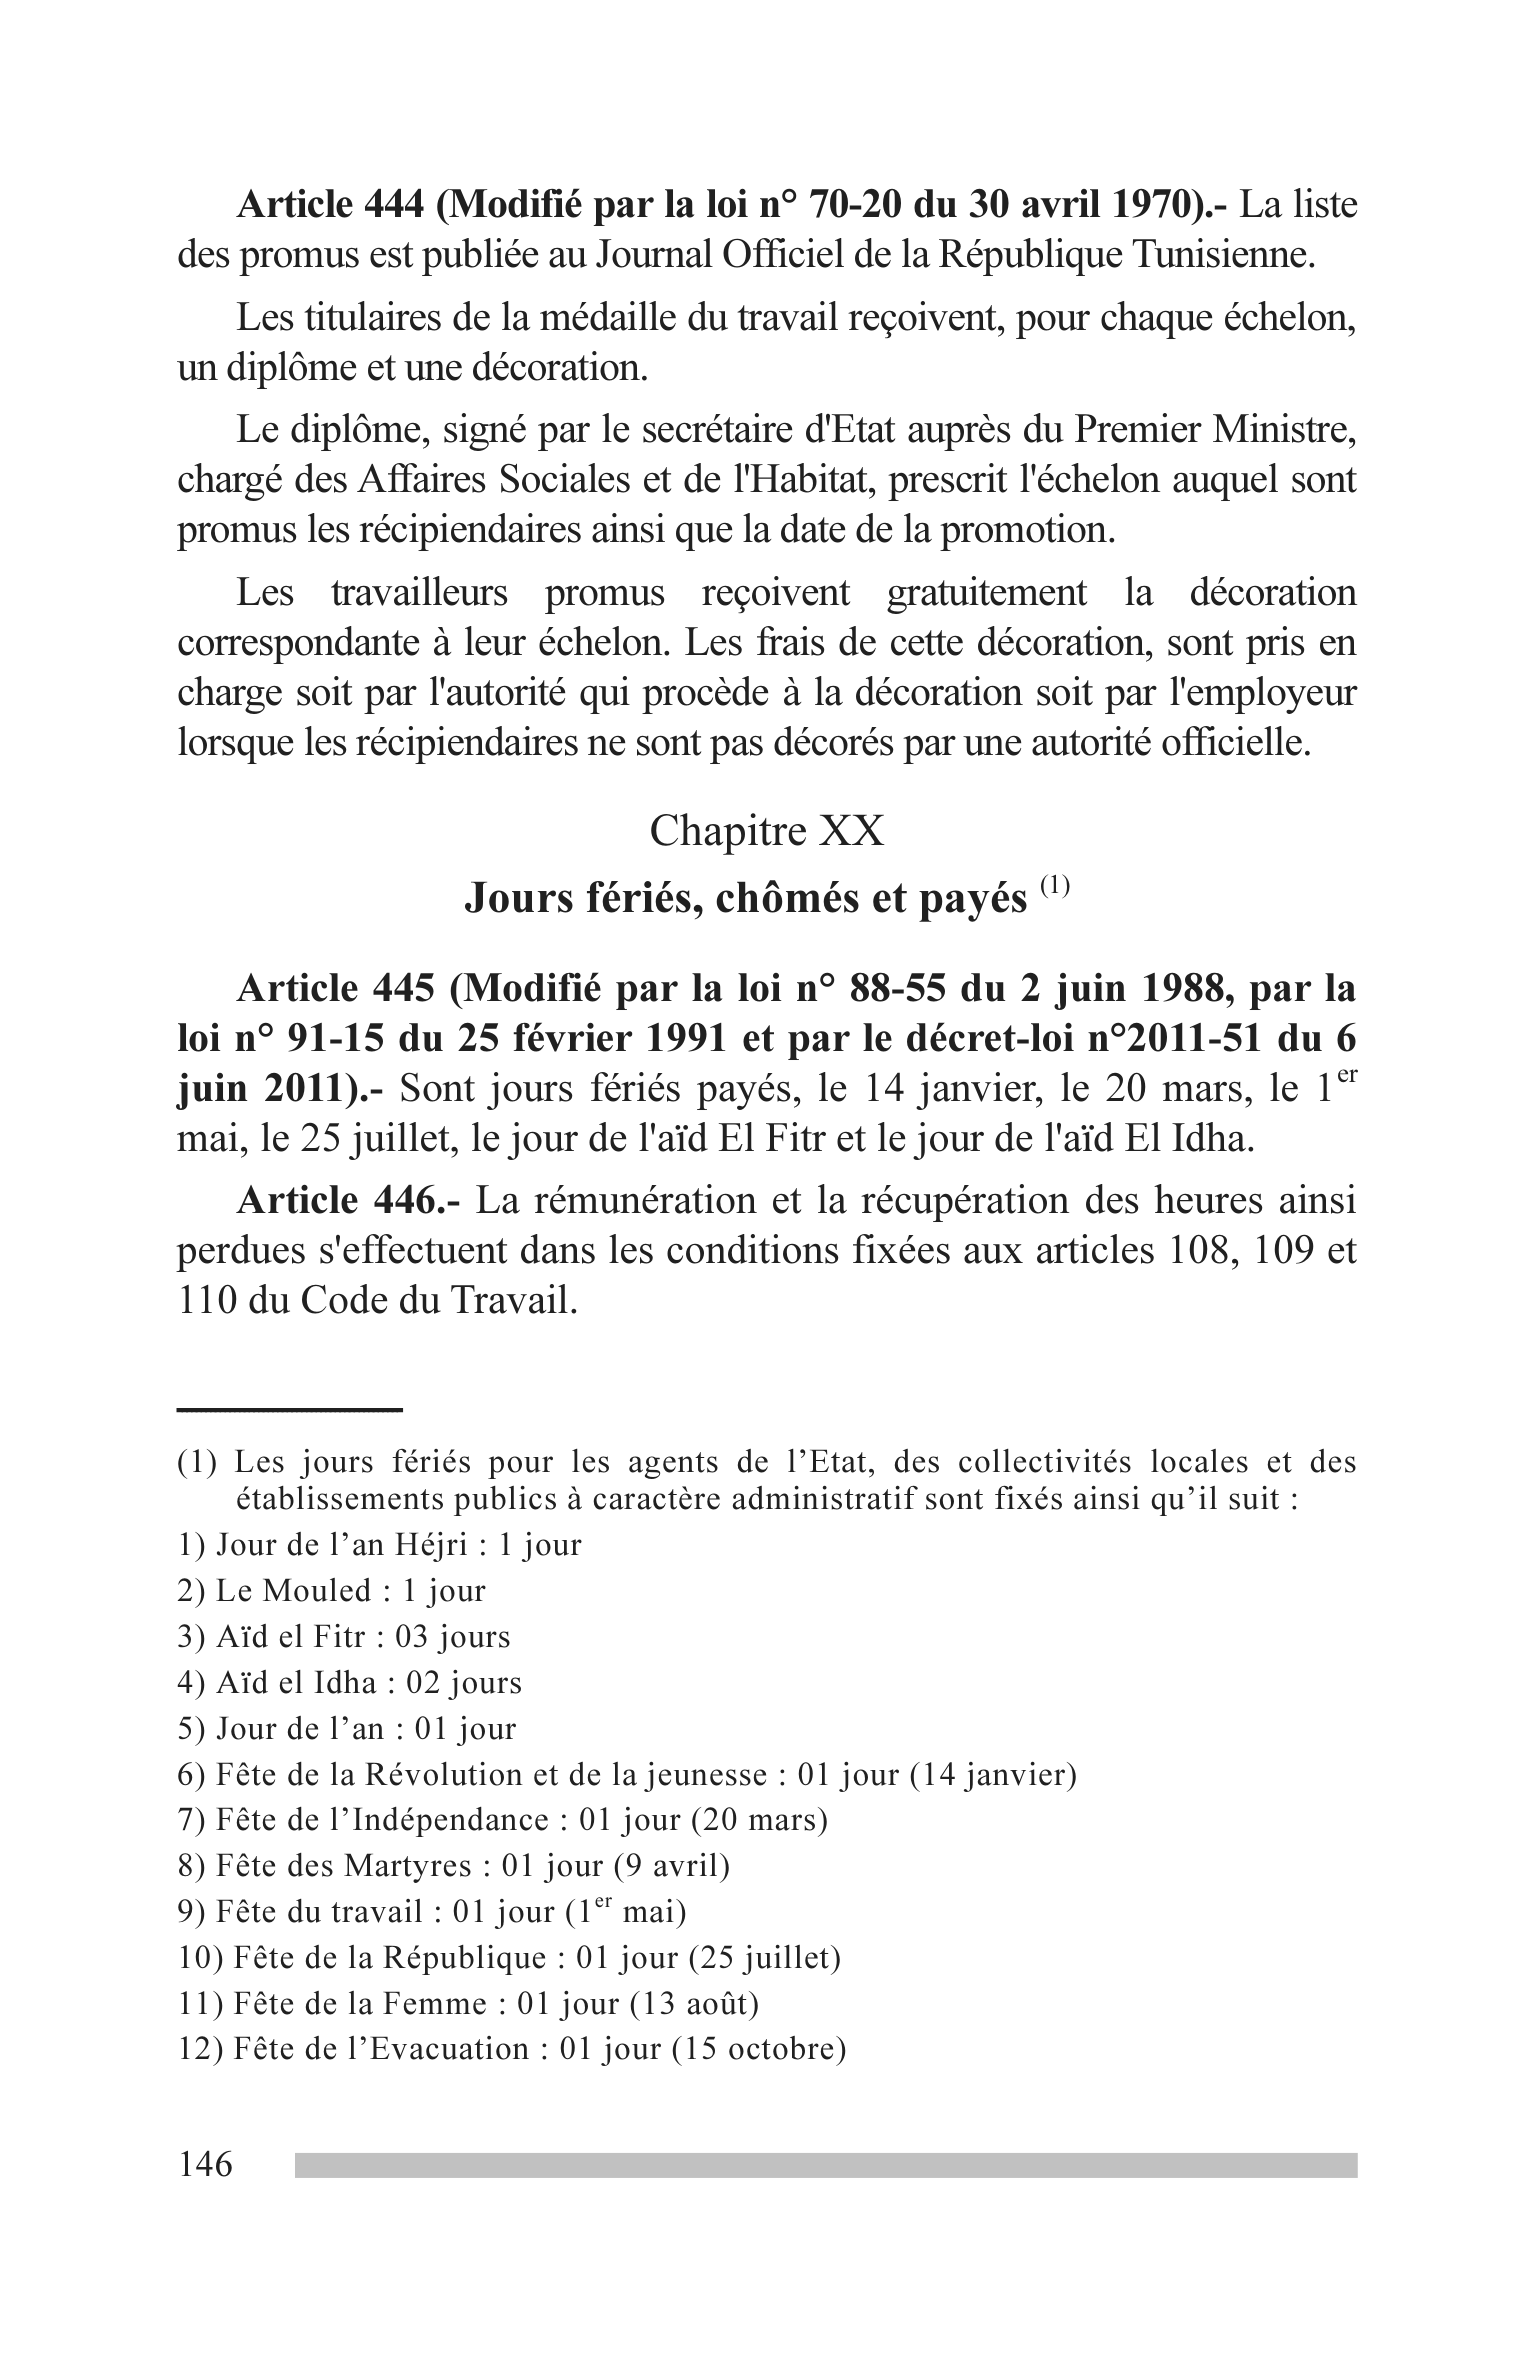 Article 444 (Modifié par la loi n° 70-20 du 30 avril 1970).- La liste
des promus est publiée au Journal Officiel de la République Tunisienne.
Les titulaires de la médaille du travail reçoivent, pour chaque échelon,
un diplôme et une décoration.
Le diplôme, signé par le secrétaire d'Etat auprès du Premier Ministre,
chargé des Affaires Sociales et de l'Habitat, prescrit l'échelon auquel sont
promus les récipiendaires ainsi que la date de la promotion.
Les travailleurs promus reçoivent gratuitement la décoration
correspondante à leur échelon. Les frais de cette décoration, sont pris en
charge soit par l'autorité qui procède à la décoration soit par l'employeur
lorsque les récipiendaires ne sont pas décorés par une autorité officielle.
Chapitre XX
Jours fériés, chômés et payés (1)
Article 445 (Modifié par la loi n° 88-55 du 2 juin 1988, par la
loi n° 91-15 du 25 février 1991 et par le décret-loi n°2011-51 du 6
juin 2011).- Sont jours fériés payés, le 14 janvier, le 20 mars, le 1er
mai, le 25 juillet, le jour de l'aïd El Fitr et le jour de l'aïd El Idha.
Article 446.- La rémunération et la récupération des heures ainsi
perdues s'effectuent dans les conditions fixées aux articles 108, 109 et
110 du Code du Travail.
(1) Les jours fériés pour les agents de l’Etat, des collectivités locales et des
établissements publics à caractère administratif sont fixés ainsi qu’il suit :
1) Jour de l’an Héjri : 1 jour
2) Le Mouled : 1 jour
3) Aïd el Fitr : 03 jours
4) Aïd el Idha : 02 jours
5) Jour de l’an : 01 jour
6) Fête de la Révolution et de la jeunesse : 01 jour (14 janvier)
7) Fête de l’Indépendance : 01 jour (20 mars)
8) Fête des Martyres : 01 jour (9 avril)
9) Fête du travail : 01 jour (1er mai)
10) Fête de la République : 01 jour (25 juillet)
11) Fête de la Femme : 01 jour (13 août)
12) Fête de l’Evacuation : 01 jour (15 octobre)
146